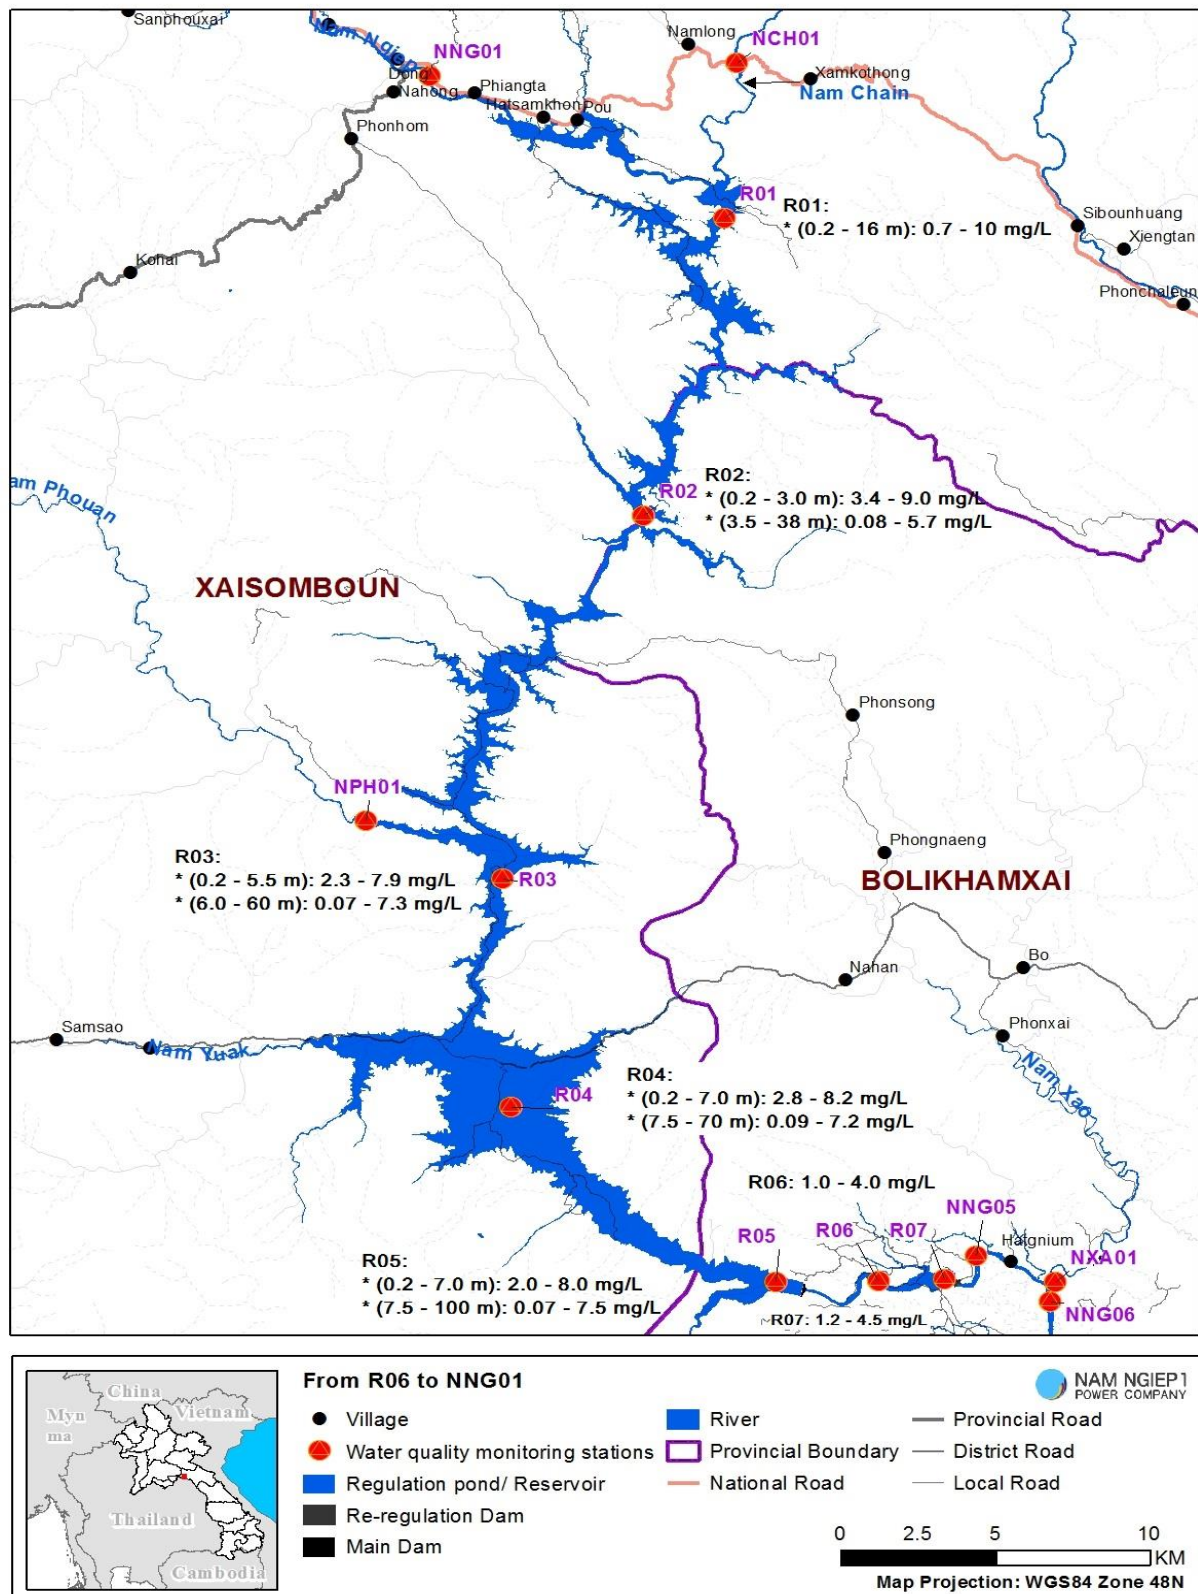 Sanphouxai
Nam Ngiep
NNG01
Namlong
NCH01
Dong
Nahong
Phiangta
Hatsamkhon
Pou
Xamkothong
Nam Chain
Phonhom
R01
R01:
* (0.2 - 16 m): 0.7 - 10 mg/L
Sibounhuang
Xiengtan
Kohai
Phonchaleun
am Phouan
R02:
R02
* (0.2 - 3.0 m): 3.4 - 9.0 mg/L
* (3.5 - 38 m): 0.08 - 5.7 mg/L
XAISOMBOUN
Phonsong
NPH01
Phongnaeng
R03:
* (0.2 - 5.5 m): 2.3 - 7.9 mg/L
* (6.0 - 60 m): 0.07 - 7.3 mg/L
R03
BOLIKHAMXAI
Nahan
Bo
Samsao
Nam Yuak
Phonxai
Nam Xao
R04
R04:
* (0.2 - 7.0 m): 2.8 - 8.2 mg/L
* (7.5 - 70 m): 0.09 - 7.2 mg/L
R06: 1.0 - 4.0 mg/L
R05
R06
R07
NNG05
Hatgnium
NXA01
NNG06
R05:
* (0.2 - 7.0 m): 2.0 - 8.0 mg/L
* (7.5 - 100 m): 0.07 - 7.5 mg/L
R07: 1.2 - 4.5 mg/L
China
Myn
ma
Vietnam
Thailand
Cambodia
From R06 to NNG01
Village
Water quality monitoring stations
Regulation pond/ Reservoir
Re-regulation Dam
Main Dam
River
Provincial Boundary
National Road
NAM NGIEP1
POWER COMPANY
Provincial Road
District Road
Local Road
0 2.5 5 10
KM
Map Projection: WGS84 Zone 48N